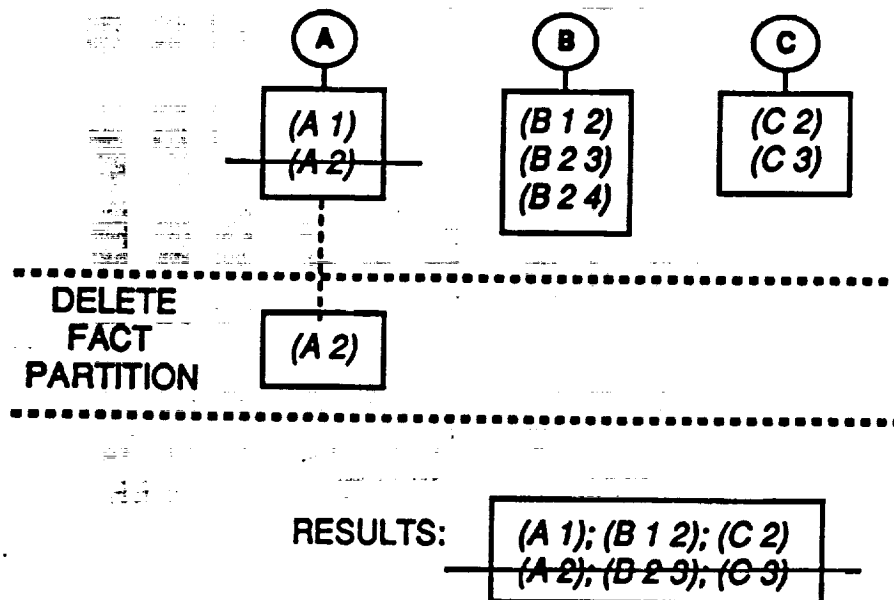 A B C
(A 1) (B 1 2) (C 2)
(A 2) (B 2 3) (C 3)
(B 2 4)
DELETE
FACT
PARTITION
(A 2)
RESULTS:
(A 1); (B 1 2); (C 2)
(A 2); (B 2 3); (C 3)